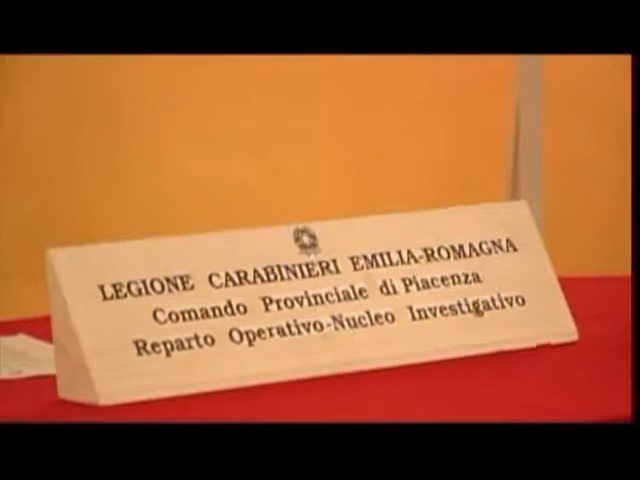 LEGIONE CARABINIERI EMILIA-ROMAGNA
Comando Provinciale di Piacenza
Reparto Operativo-Nucleo Investigativo